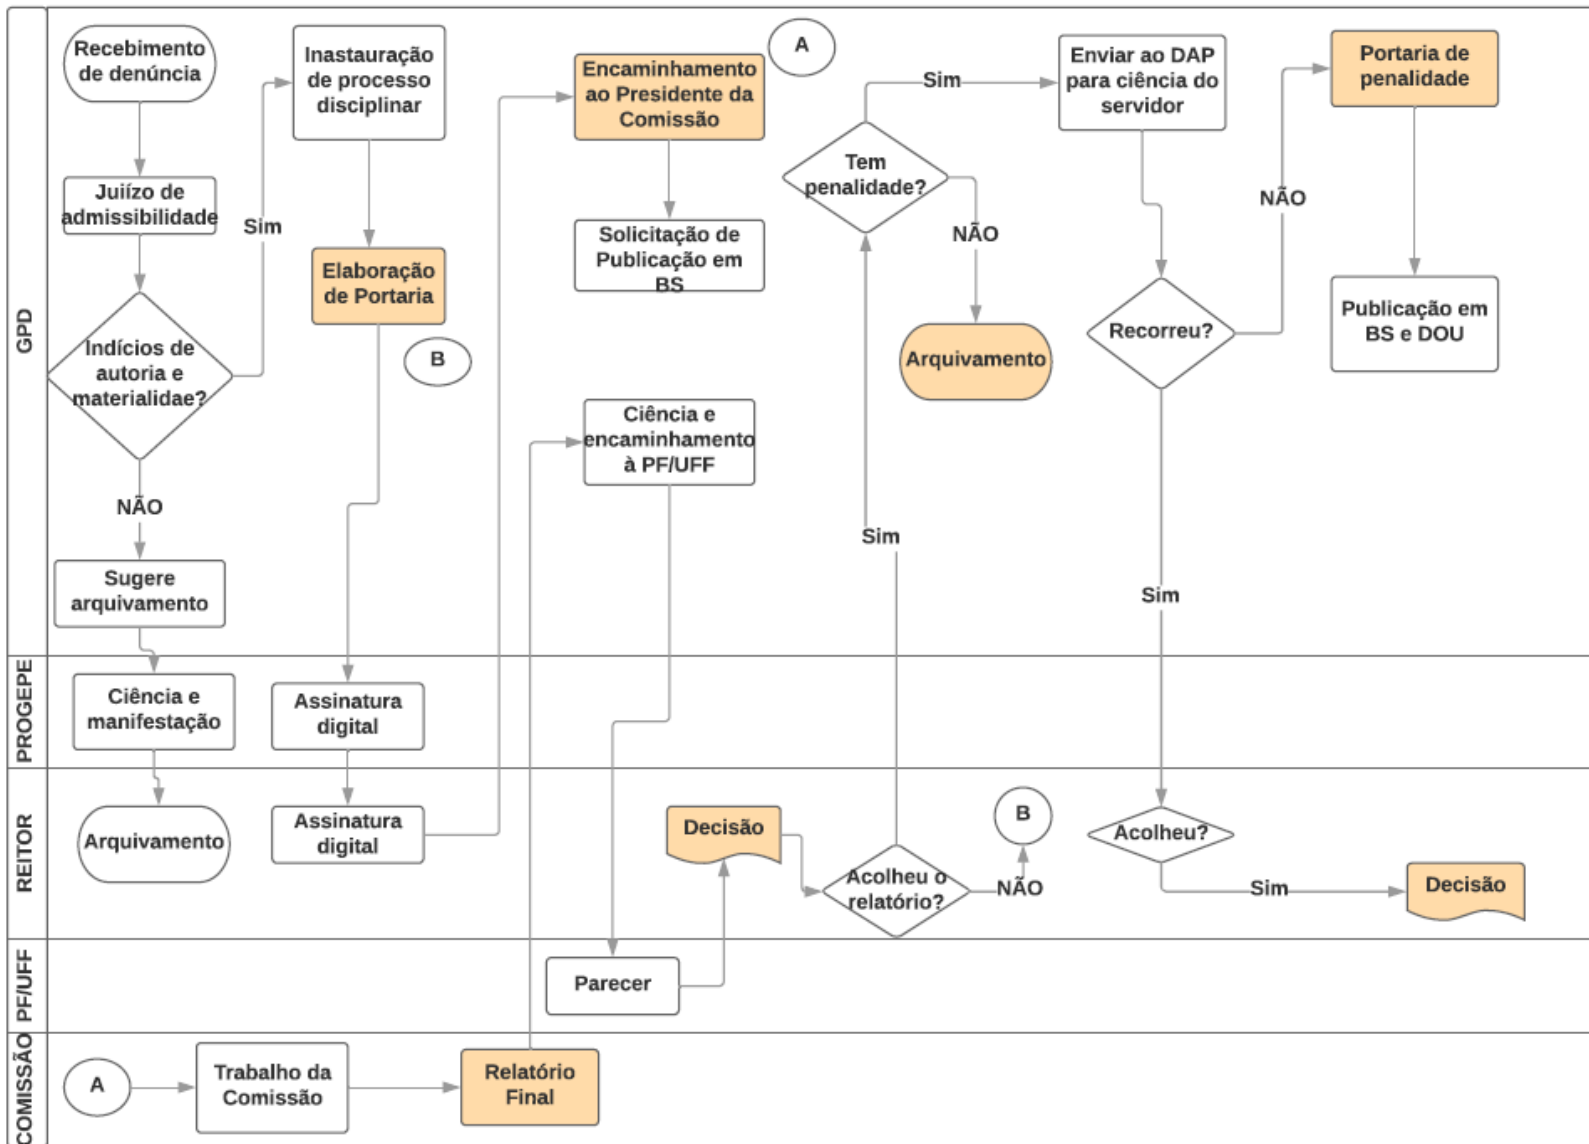 GPD
Recebimento
de denúncia
Juiízo de
admissibilidade
Indícios de
autoria e
materialidae?
Sim
NÃO
Sugere
arquivamento
Inastauração
de processo
disciplinar
Elaboração
de Portaria
B
Encaminhamento
ao Presidente da
Comissão
A
Solicitação de
Publicação em
BS
Ciência e
encaminhamento
à PF/UFF
Tem
penalidade?
Sim
NÃO
Arquivamento
Sim
Enviar ao DAP
para ciência do
servidor
Recorreu?
NÃO
Sim
Portaria de
penalidade
Publicação em
BS e DOU
PROGEPE
Ciência e
manifestação
Assinatura
digital
REITOR
Arquivamento
Assinatura
digital
Decisão
Acolheu o
relatório?
NÃO
B
Acolheu?
Sim
Decisão
PF/UFF
Parecer
COMISSÃO
A
Trabalho da
Comissão
Relatório
Final